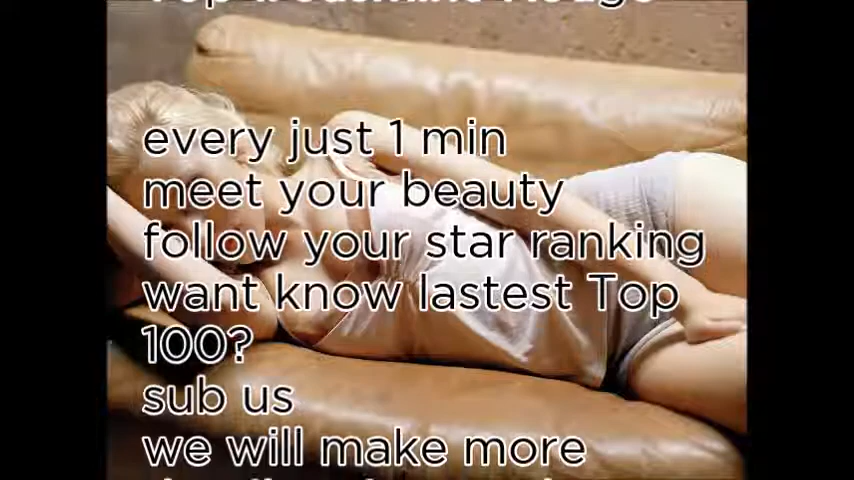 every just 1 min
meet your beauty
follow your star ranking
want know lastest Top
100?
sub us
we will make more